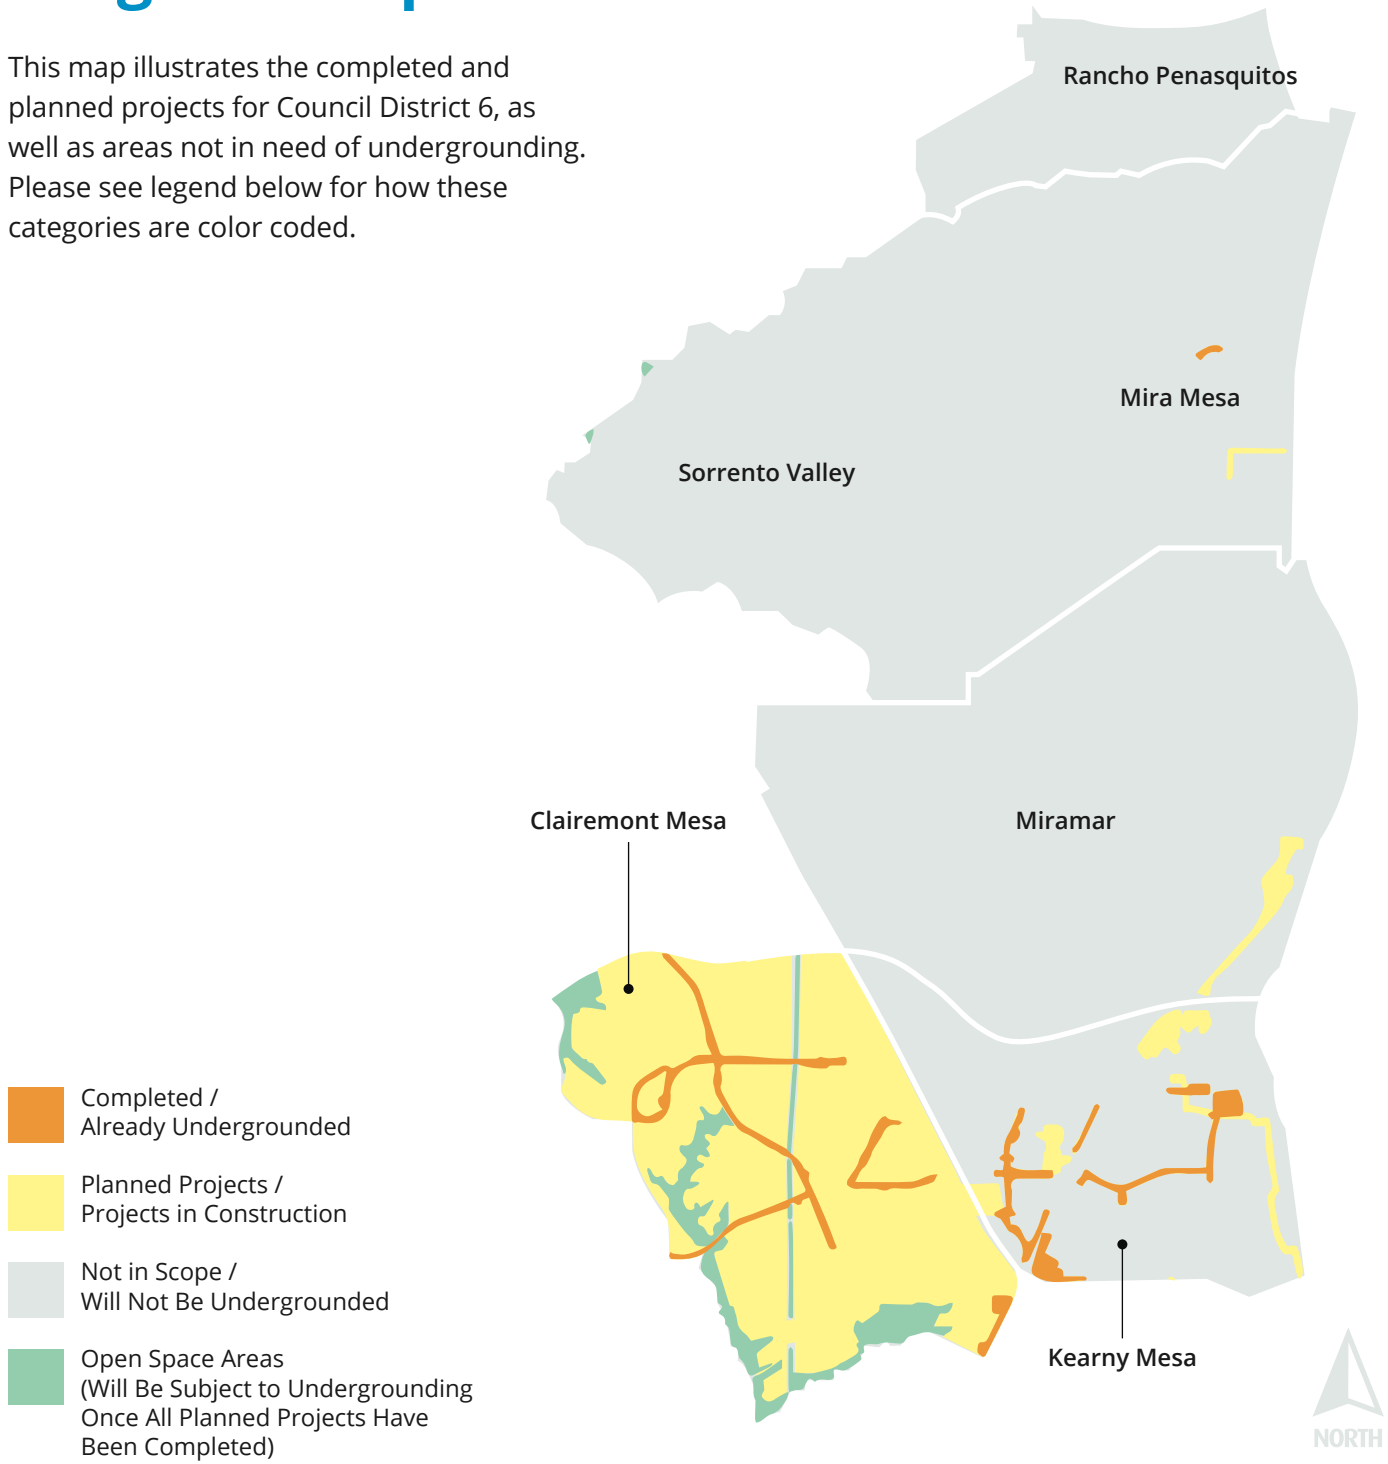 This map illustrates the completed and
planned projects for Council District 6, as
well as areas not in need of undergrounding.
Please see legend below for how these
categories are color coded.
Rancho Penasquitos
Mira Mesa
Sorrento Valley
Clairemont Mesa
Miramar
Kearny Mesa
Completed /
Already Undergrounded
Planned Projects /
Projects in Construction
Not in Scope /
Will Not Be Undergrounded
Open Space Areas
(Will Be Subject to Undergrounding
Once All Planned Projects Have
Been Completed)
NORTH